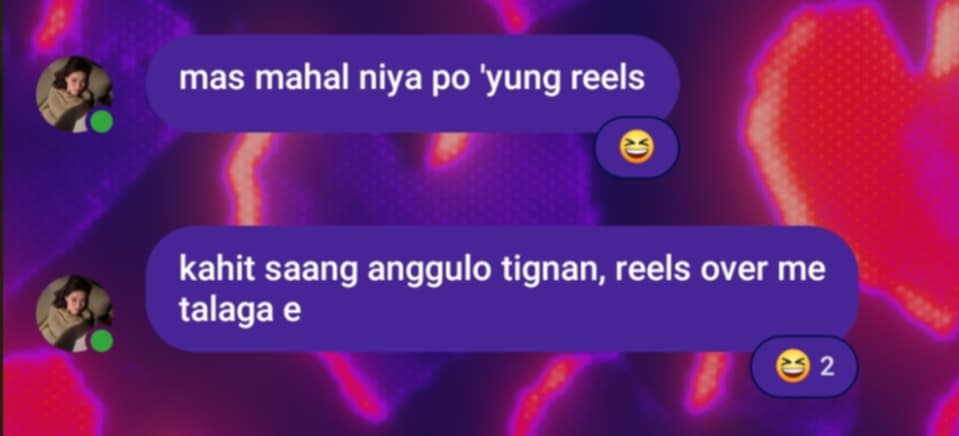 mas mahal niya po 'yung reels
kahit saang anggulo tignan, reels over me
talaga e
2